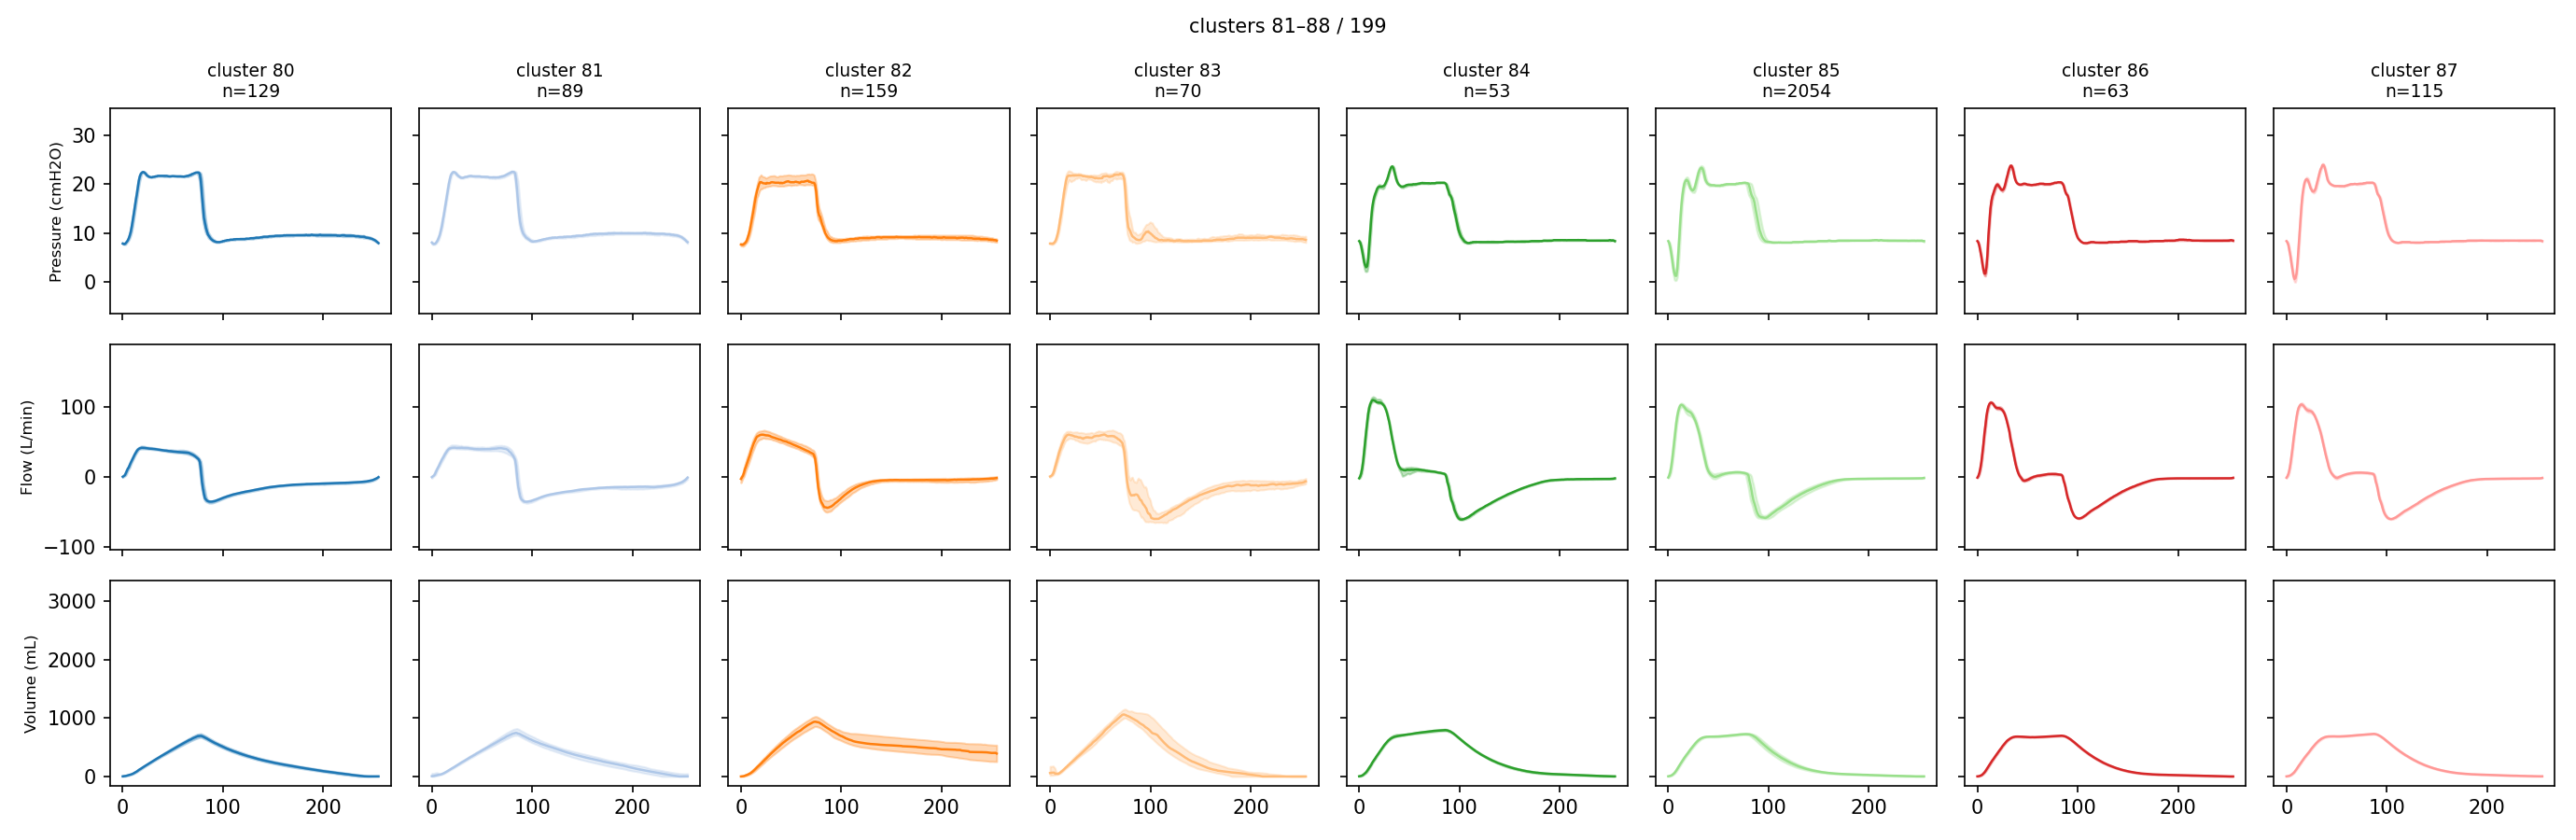 clusters 81–88 / 199
cluster 80
n=129
cluster 81
n=89
cluster 82
n=159
cluster 83
n=70
cluster 84
n=53
cluster 85
n=2054
cluster 86
n=63
cluster 87
n=115
Pressure (cmH2O)
30
20
10
0
Flow (L/min)
100
0
−100
Volume (mL)
3000
2000
1000
0
0 100 200
0 100 200
0 100 200
0 100 200
0 100 200
0 100 200
0 100 200
0 100 200